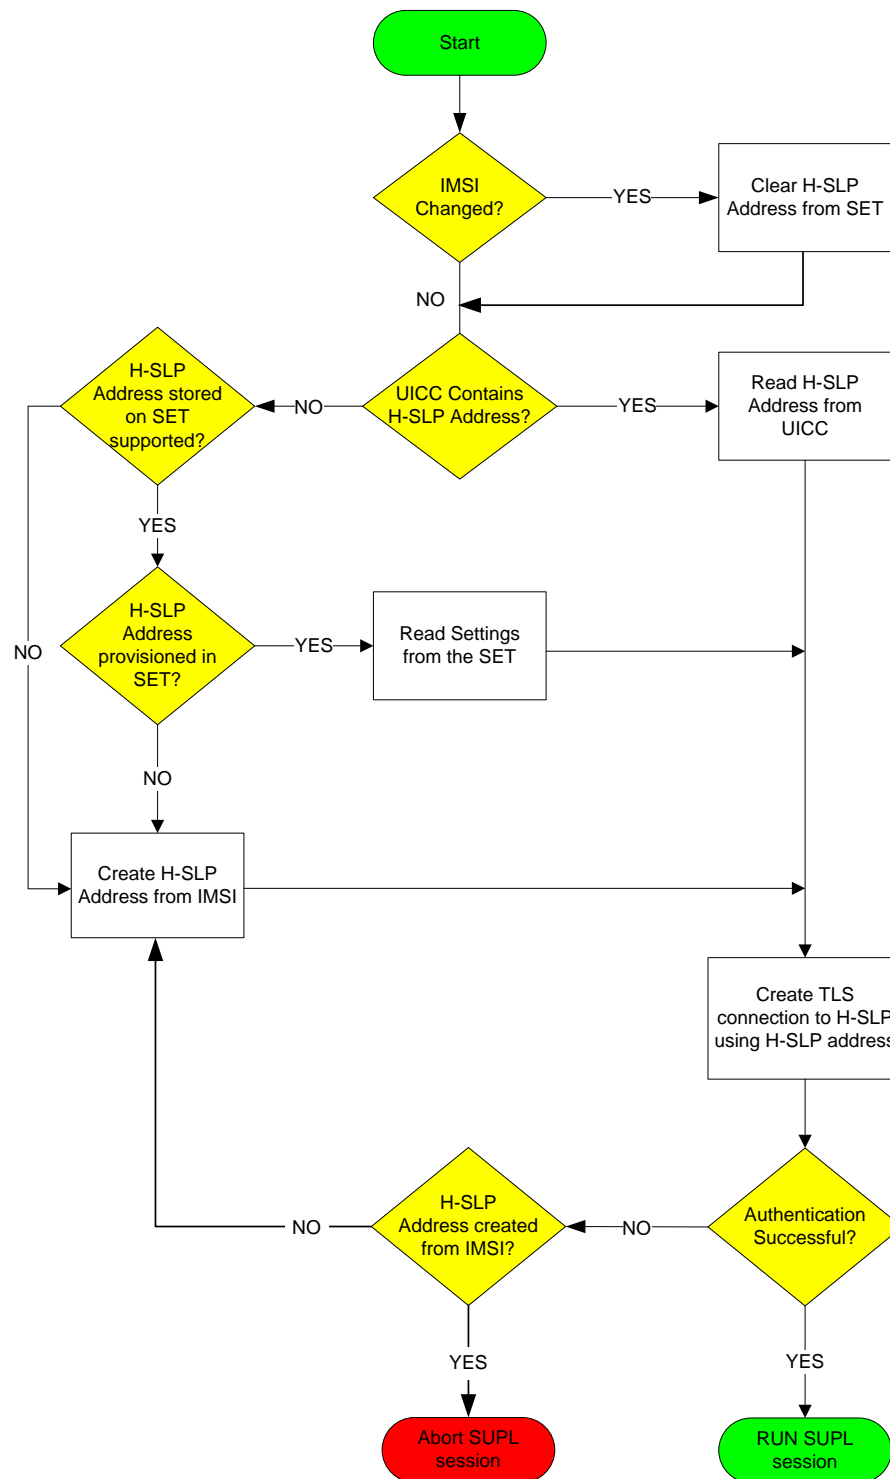 Start
IMSI
Changed?
YES
Clear H-SLP
Address from SET
NO
H-SLP
Address stored
on SET
supported?
NO
UICC Contains
H-SLP Address?
YES
Read H-SLP
Address from
UICC
YES
H-SLP
Address
provisioned in
SET?
YES
Read Settings
from the SET
NO
NO
Create H-SLP
Address from IMSI
Create TLS
connection to H-SLP
using H-SLP address
NO
H-SLP
Address created
from IMSI?
NO
Authentication
Successful?
YES
YES
Abort SUPL
session
RUN SUPL
session